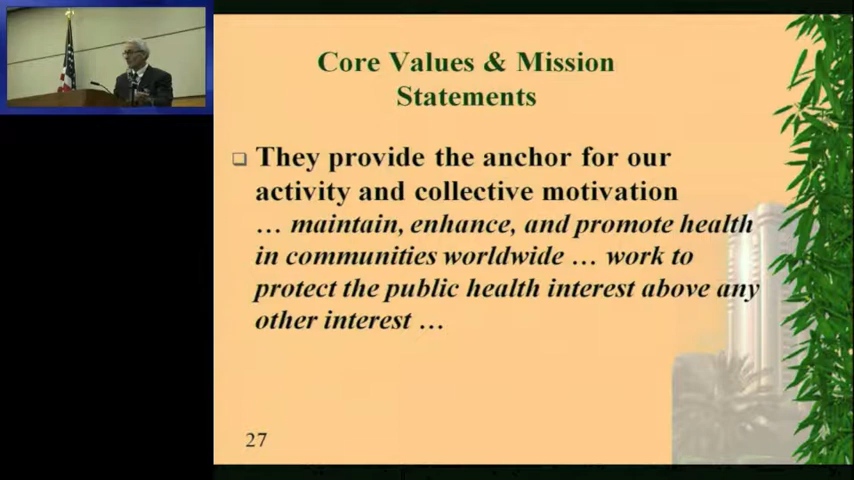 Core Values & Mission
Statements
❑ They provide the anchor for our
activity and collective motivation
… maintain, enhance, and promote health
in communities worldwide … work to
protect the public health interest above any
other interest …
27